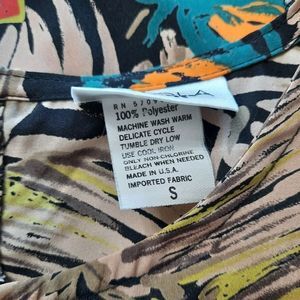 100% Polyester
MACHINE WASH WARM
DELICATE CYCLE
TUMBLE DRY LOW
USE COOL IRON
ONLY NON-CHLORINE
BLEACH WHEN NEEDED
MADE IN U.S.A.
IMPORTED FABRIC
S